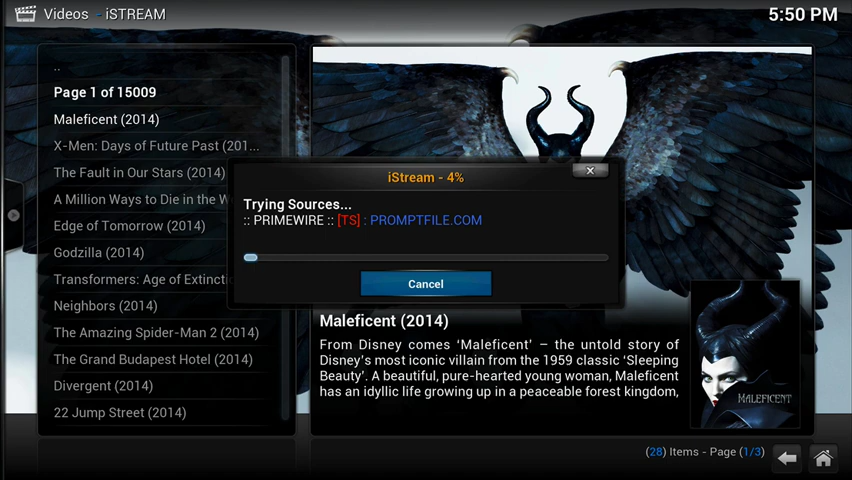 Videos - iSTREAM
5:50 PM
..
Page 1 of 15009
Maleficent (2014)
X-Men: Days of Future Past (201...
The Fault in Our Stars (2014)
A Million Ways to Die in the W
Edge of Tomorrow (2014)
Godzilla (2014)
Transformers: Age of Extincti
Neighbors (2014)
The Amazing Spider-Man 2 (2014)
The Grand Budapest Hotel (2014)
Divergent (2014)
22 Jump Street (2014)
iStream - 4%
Trying Sources...
:: PRIMEWIRE :: [TS] : PROMPTFILE.COM
Cancel
Maleficent (2014)
From Disney comes ‘Maleficent’ – the untold story of
Disney’s most iconic villain from the 1959 classic ‘Sleeping
Beauty’. A beautiful, pure-hearted young woman, Maleficent
has an idyllic life growing up in a peaceable forest kingdom,
MALEFICENT
(28) Items - Page (1/3)